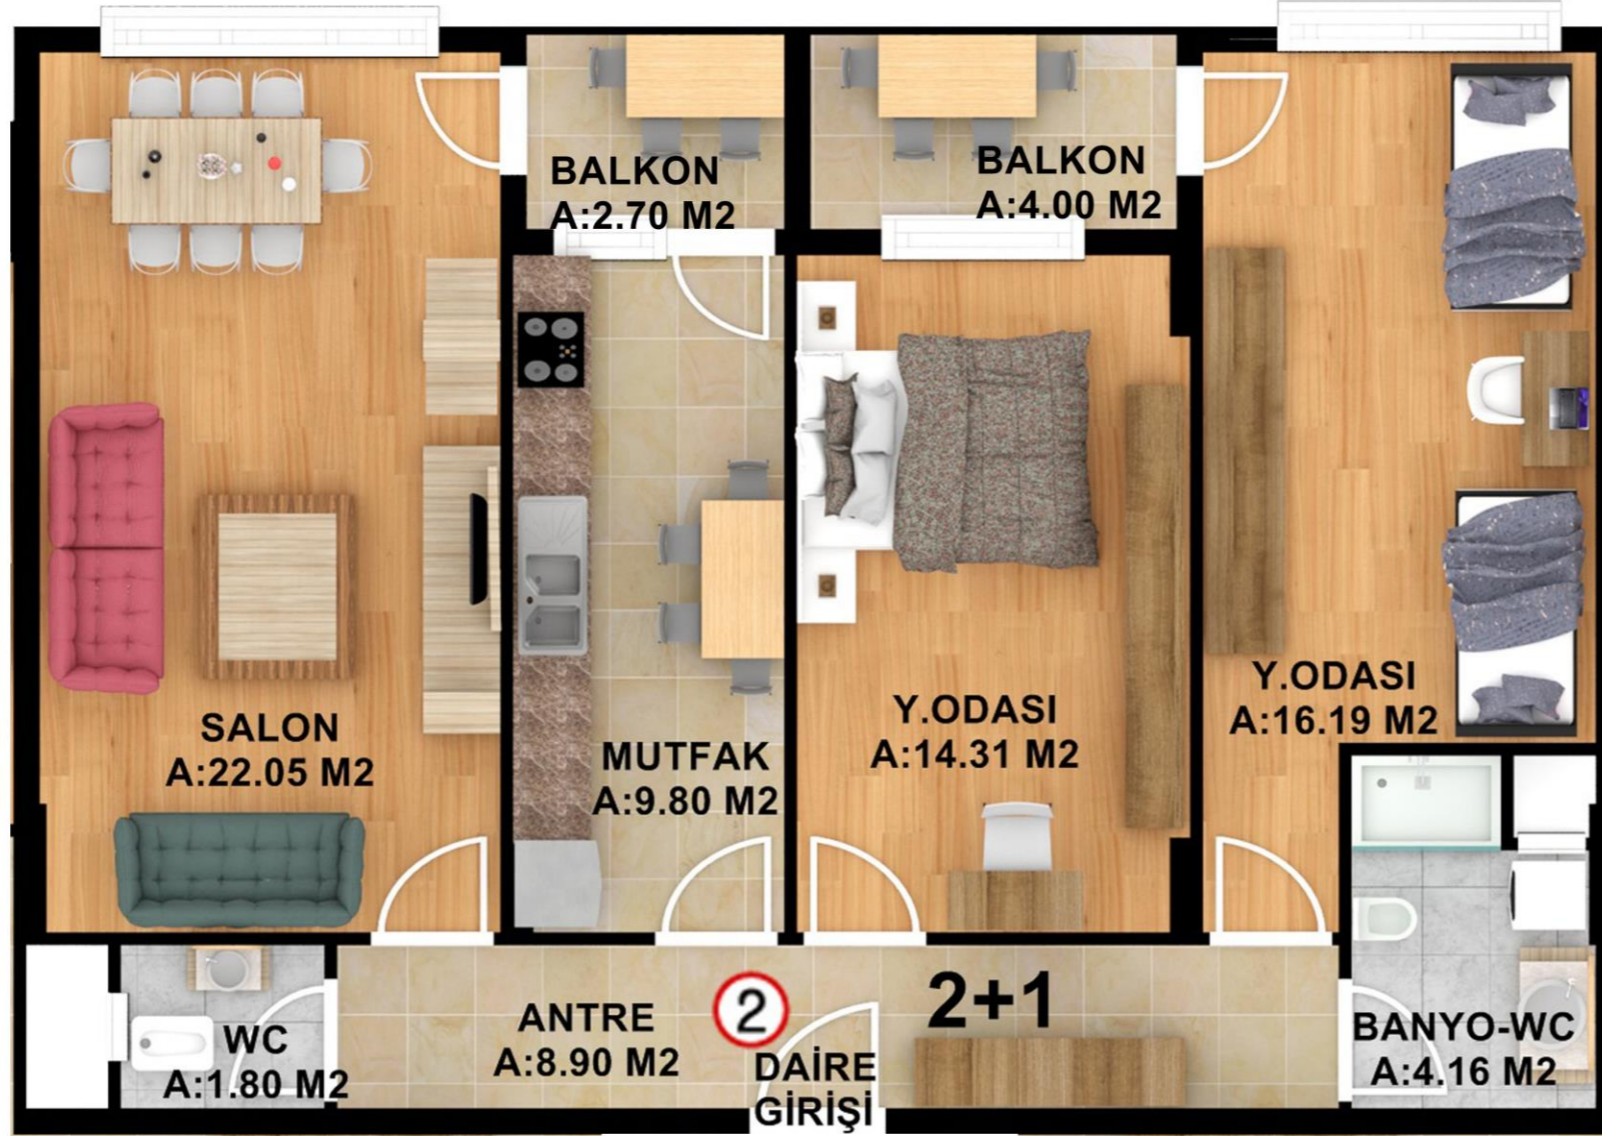 BALKON
A:2.70 M2
BALKON
A:4.00 M2
SALON
A:22.05 M2
MUTFAK
A:9.80 M2
Y.ODASI
A:14.31 M2
Y.ODASI
A:16.19 M2
WC
A:1.80 M2
ANTRE
A:8.90 M2
2
DAİRE
GİRİŞİ
2+1
BANYO-WC
A:4.16 M2